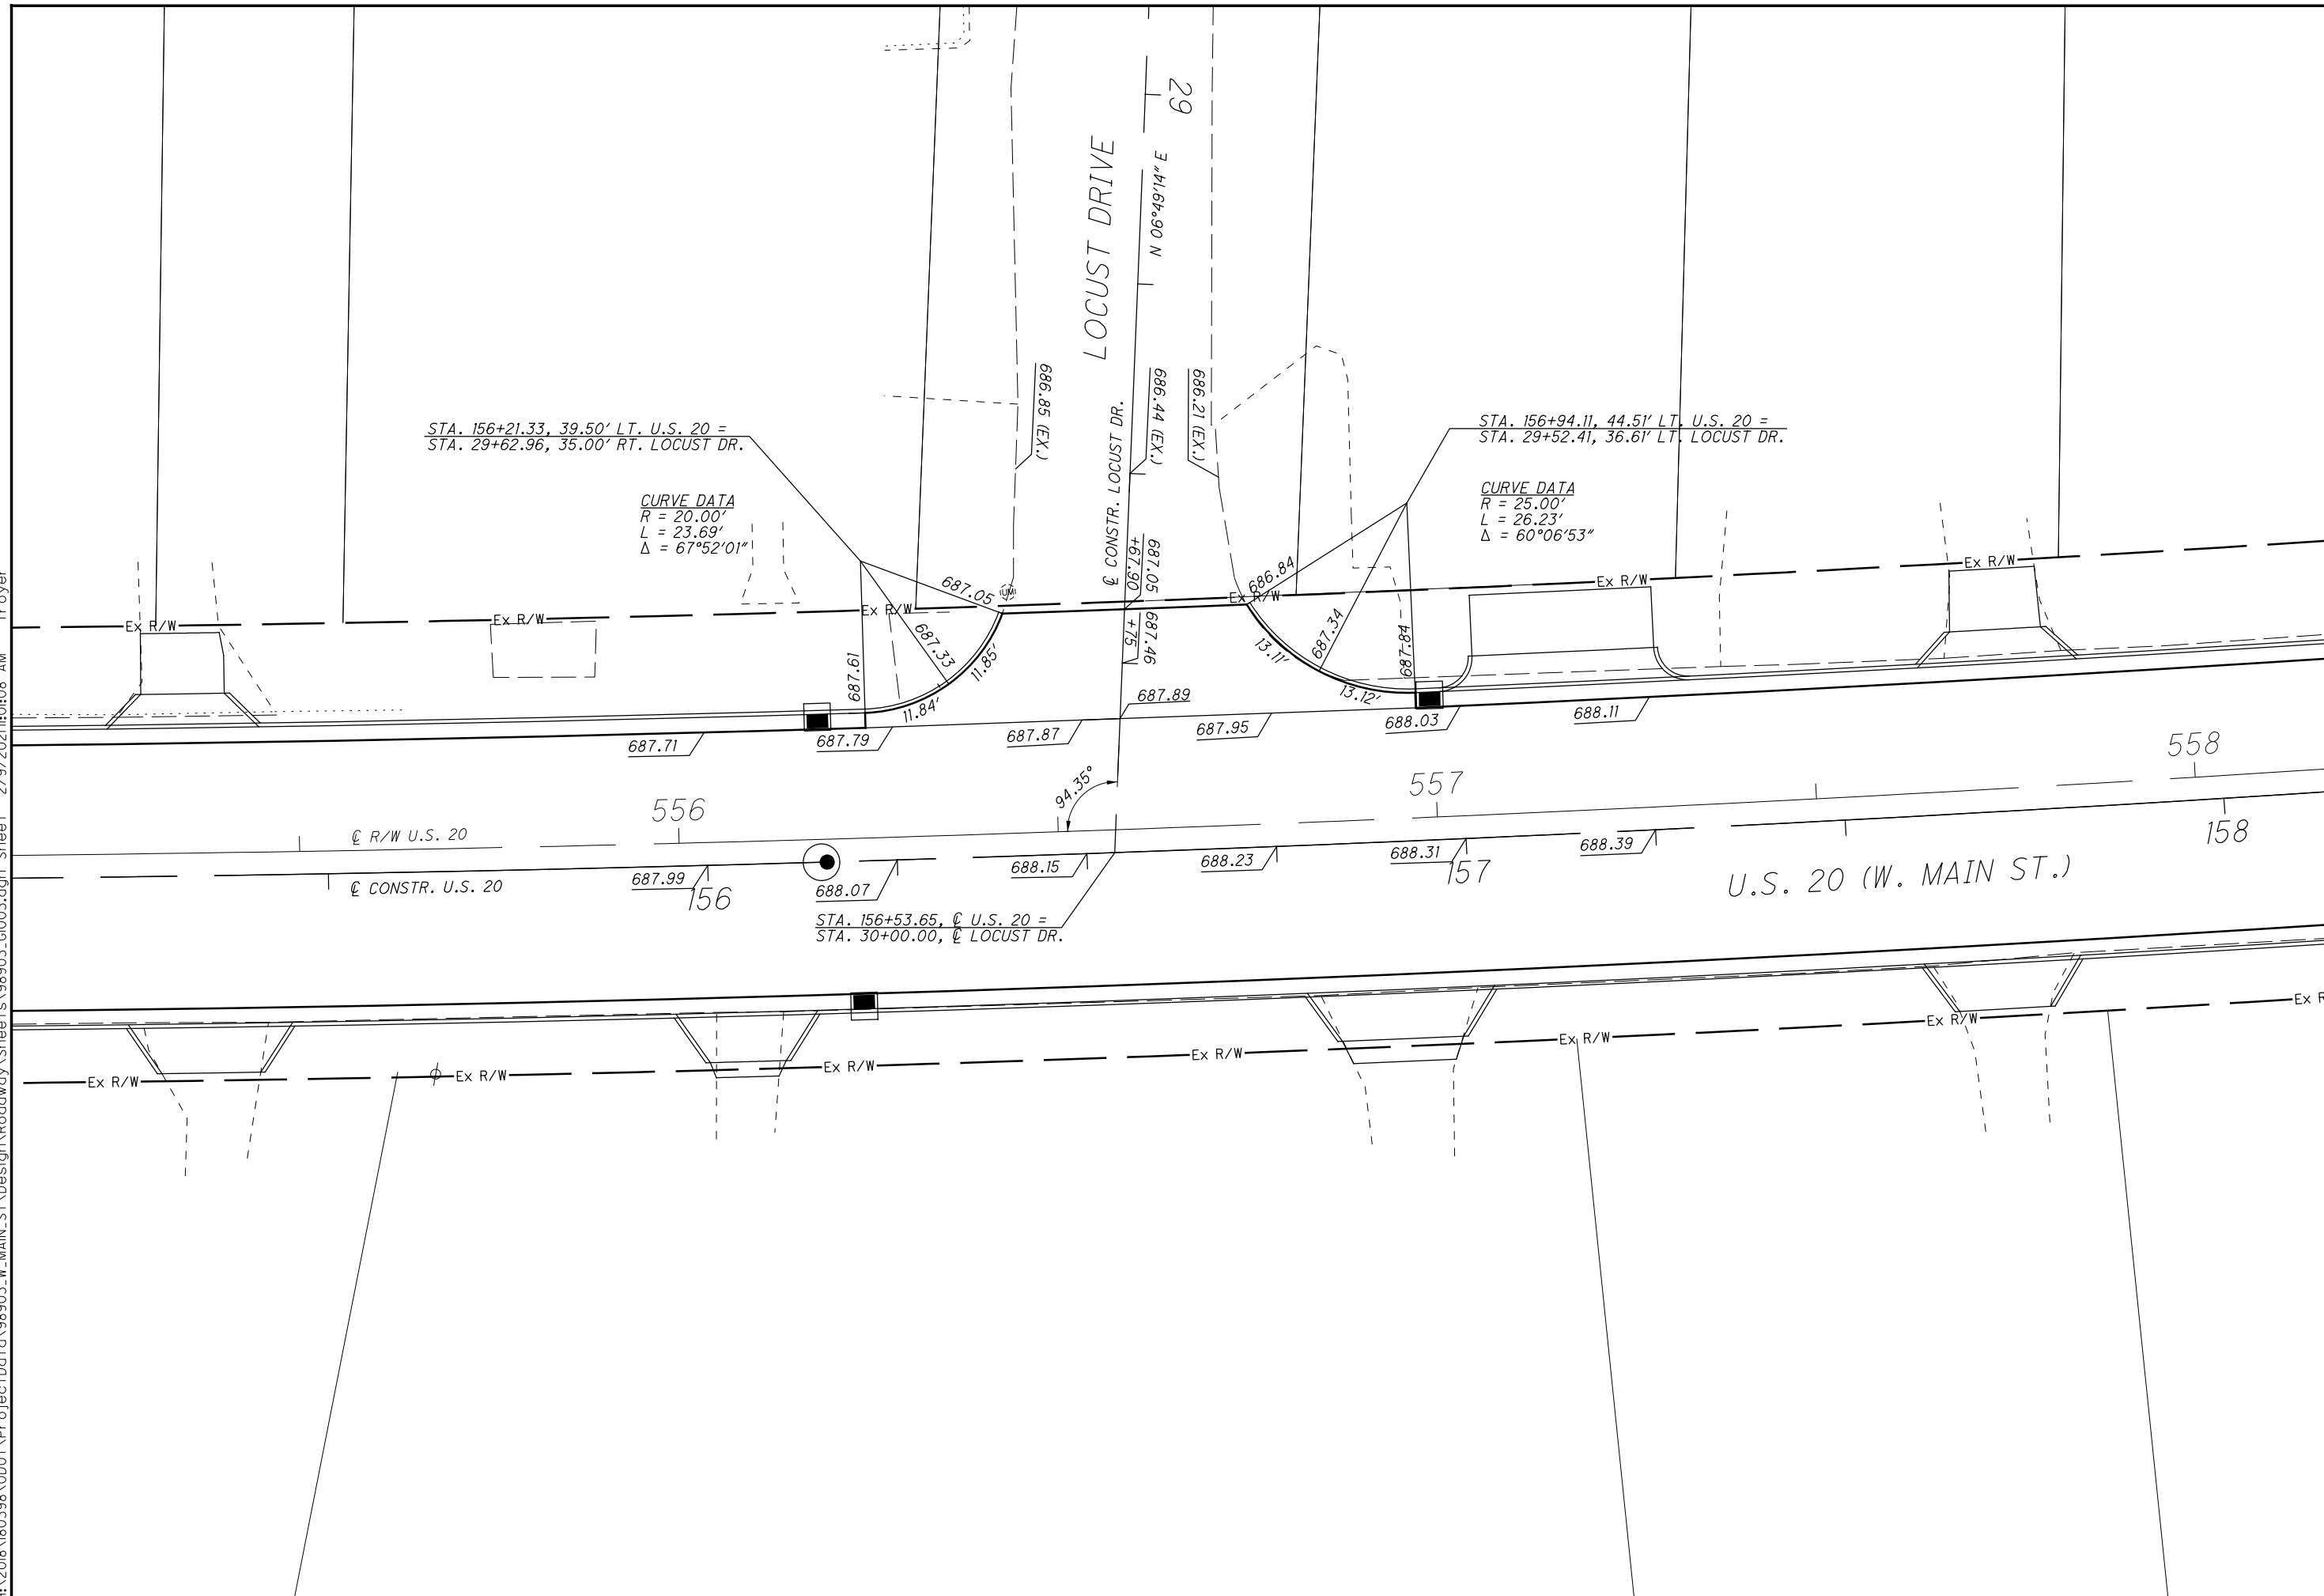 29
N 06°49'14" E
LOCUST DRIVE
℄ CONSTR. LOCUST DR.
686.85 (EX.)
686.44 (EX.)
686.21 (EX.)
STA. 156+21.33, 39.50' LT. U.S. 20 =
STA. 29+62.96, 35.00' RT. LOCUST DR.
CURVE DATA
R = 20.00'
L = 23.69'
Δ = 67°52'01"
STA. 156+94.11, 44.51' LT. U.S. 20 =
STA. 29+52.41, 36.61' LT. LOCUST DR.
CURVE DATA
R = 25.00'
L = 26.23'
Δ = 60°06'53"
687.05
+67.90
687.46
+75
687.05
687.33
687.61
11.85'
11.84'
686.84
687.34
687.84
13.11'
13.12'
Ex R/W
Ex R/W
Ex R/W
Ex R/W
Ex R/W
Ex R/W
687.71
687.79
687.87
687.89
687.95
688.03
688.11
94.35°
556
557
558
℄ R/W U.S. 20
℄ CONSTR. U.S. 20
687.99
156
688.07
688.15
688.23
688.31
157
688.39
158
U.S. 20 (W. MAIN ST.)
STA. 156+53.65, ℄ U.S. 20 =
STA. 30+00.00, ℄ LOCUST DR.
Ex R/W
Ex R/W
Ex R/W
Ex R/W
Ex R/W
Ex R/W
Ex R